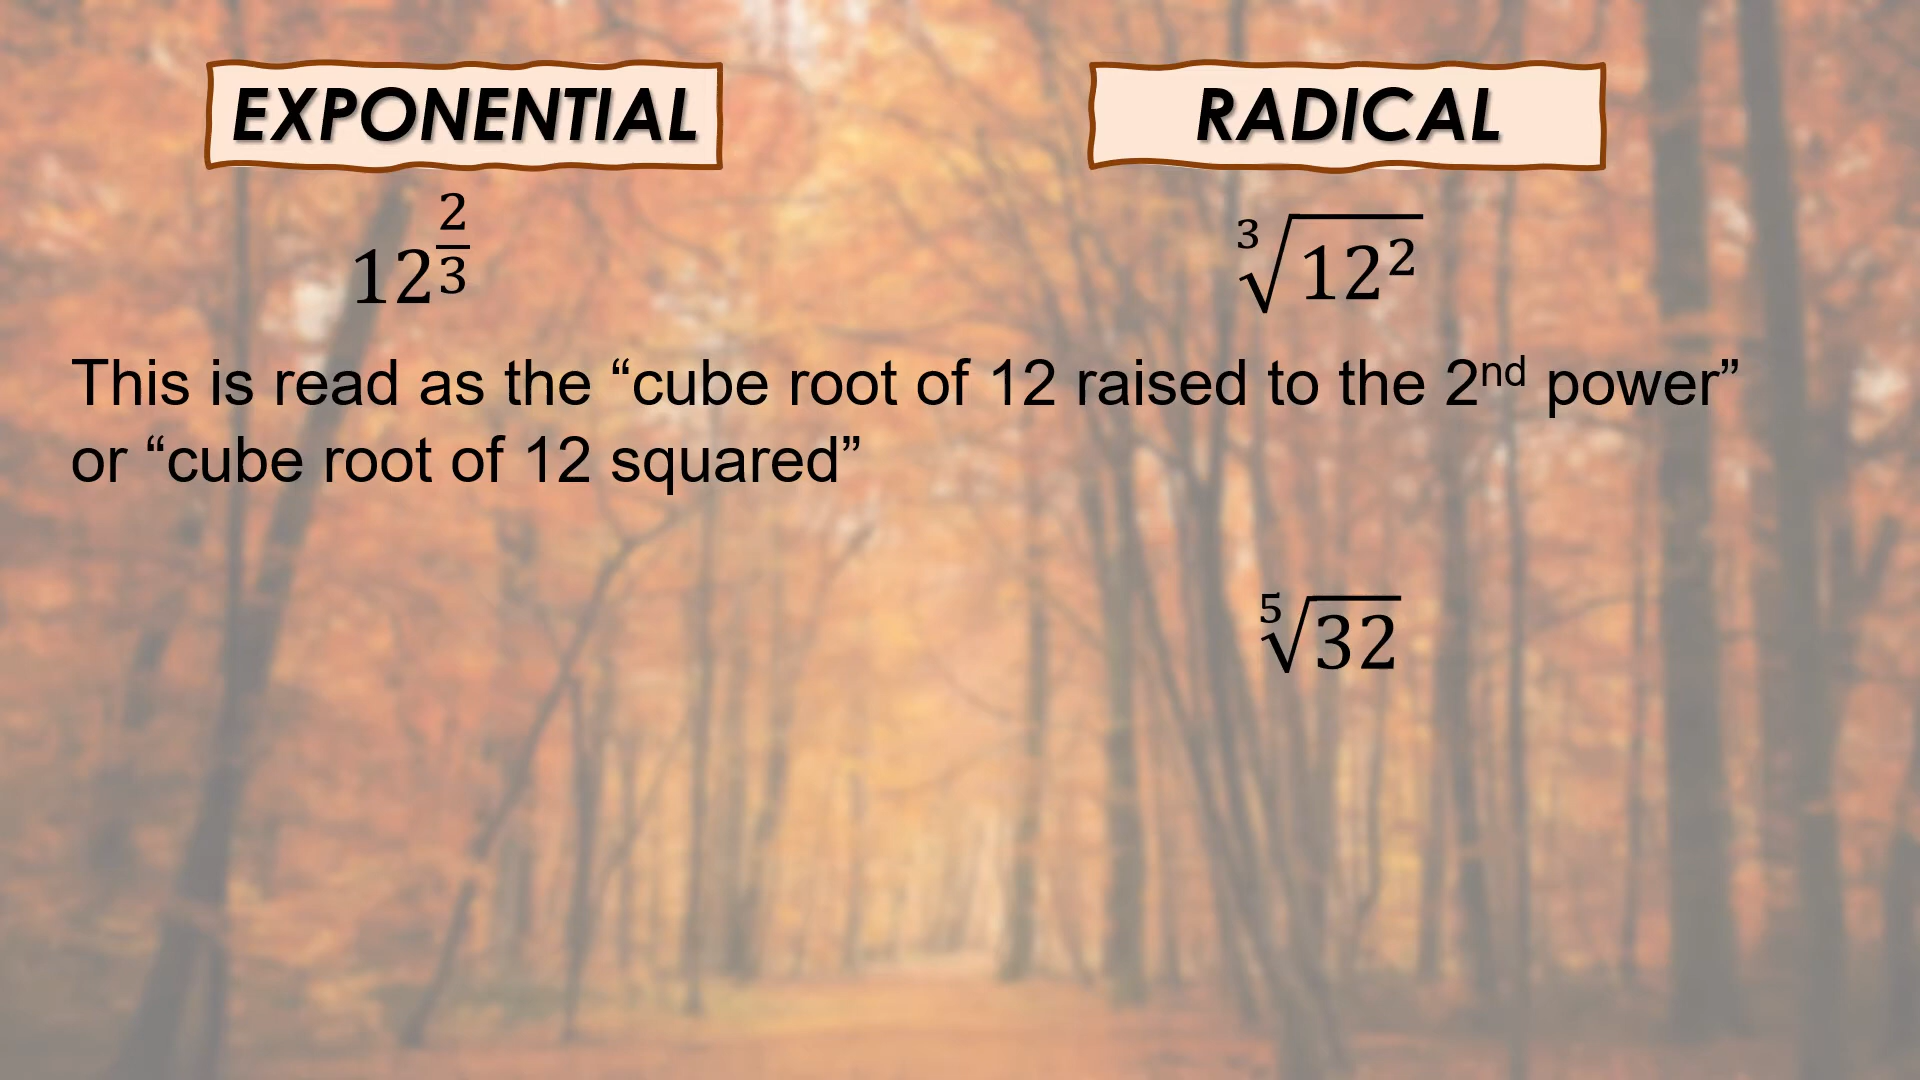 EXPONENTIAL RADICAL
12^(2/3) ∛(12²)
This is read as the “cube root of 12 raised to the 2nd power”
or “cube root of 12 squared”
⁵√32